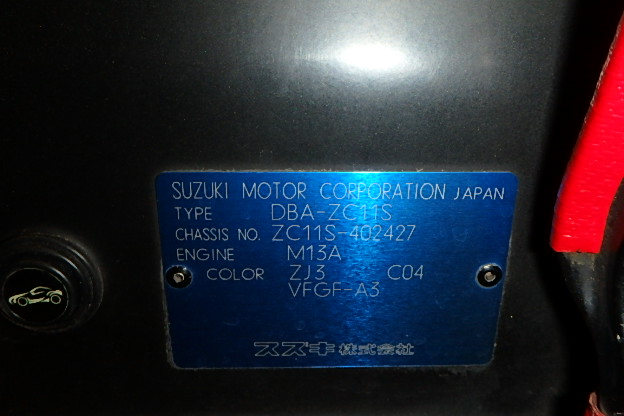 SUZUKI MOTOR CORPORATION JAPAN
TYPE DBA-ZC11S
CHASSIS NO. ZC11S-402427
ENGINE M13A
COLOR ZJ3 C04
VFGF-A3
スズキ株式会社